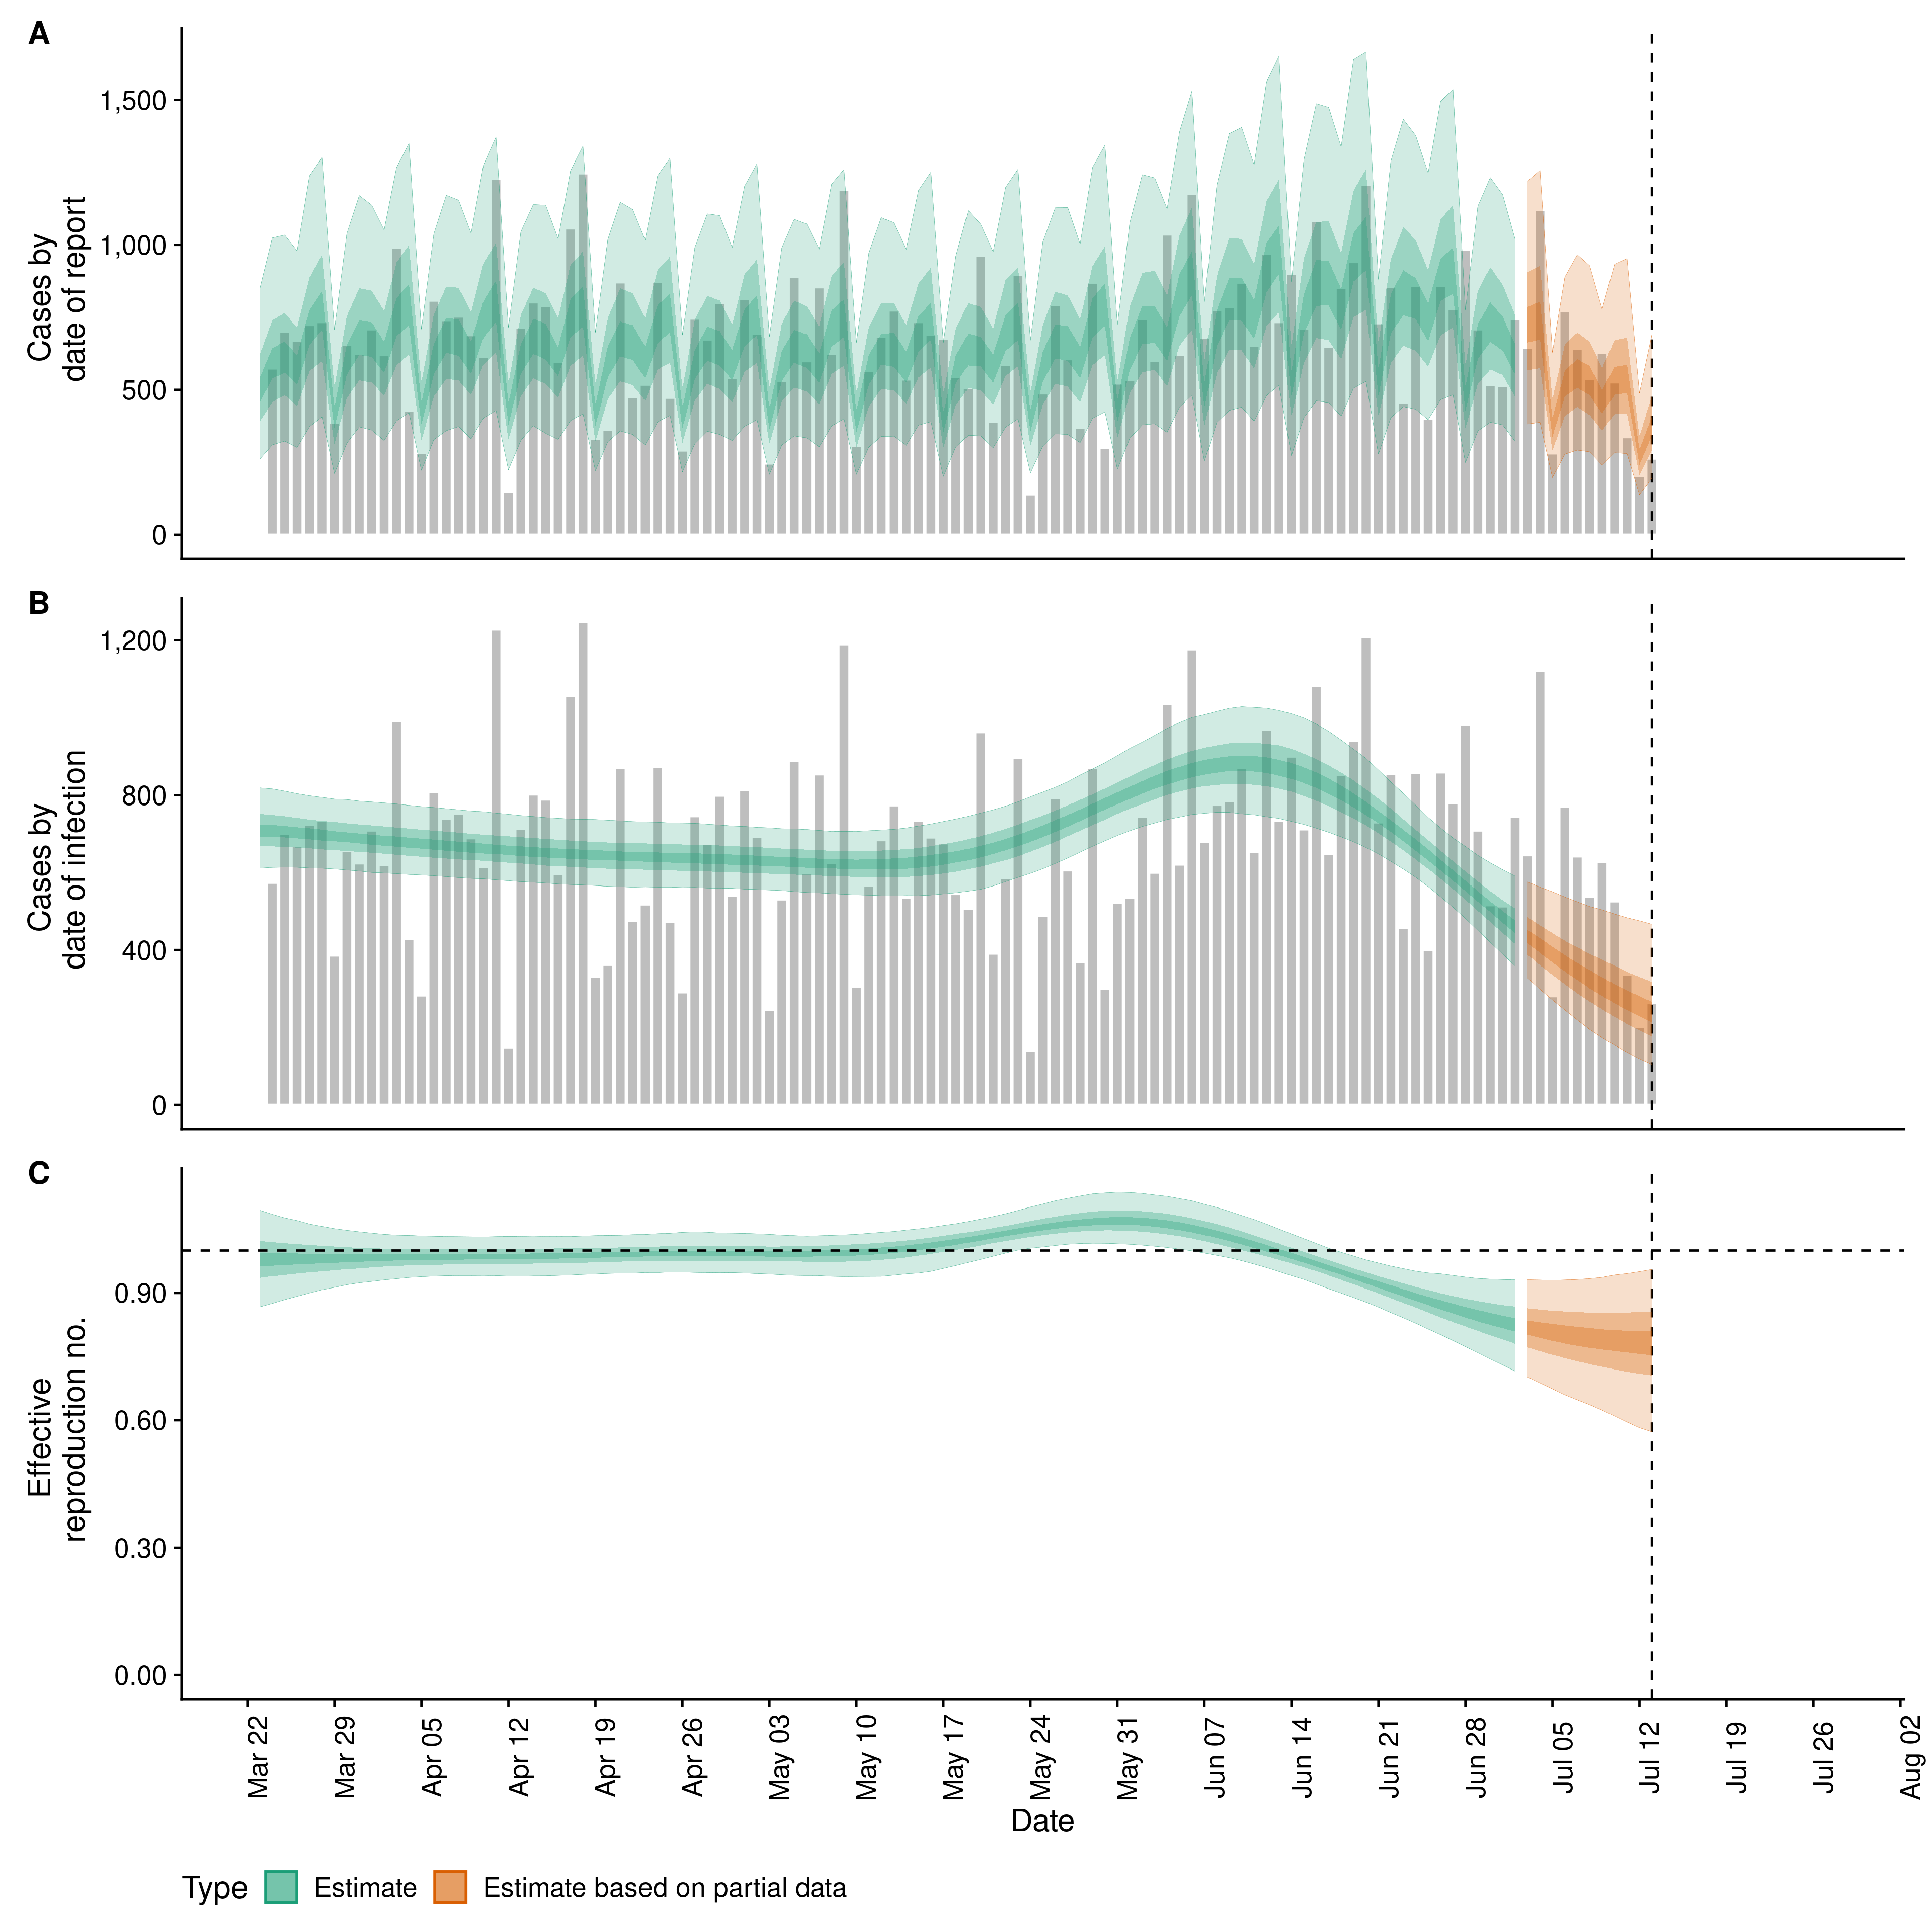 A
1,500
1,000
500
0
Cases by
date of report
B
1,200
800
400
0
Cases by
date of infection
C
0.90
0.60
0.30
0.00
Effective
reproduction no.
Mar 22
Mar 29
Apr 05
Apr 12
Apr 19
Apr 26
May 03
May 10
May 17
May 24
May 31
Jun 07
Jun 14
Jun 21
Jun 28
Jul 05
Jul 12
Jul 19
Jul 26
Aug 02
Date
Type Estimate Estimate based on partial data